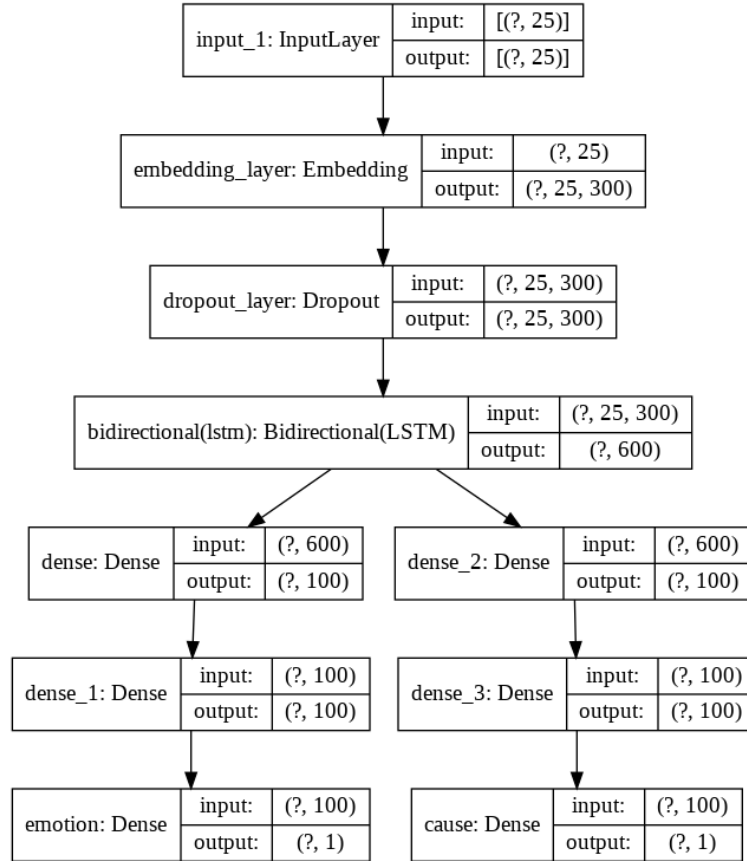 input_1: InputLayer
input:
[(?, 25)]
output:
[(?, 25)]
embedding_layer: Embedding
input:
(?, 25)
output:
(?, 25, 300)
dropout_layer: Dropout
input:
(?, 25, 300)
output:
(?, 25, 300)
bidirectional(lstm): Bidirectional(LSTM)
input:
(?, 25, 300)
output:
(?, 600)
dense: Dense
input:
(?, 600)
output:
(?, 100)
dense_2: Dense
input:
(?, 600)
output:
(?, 100)
dense_1: Dense
input:
(?, 100)
output:
(?, 100)
dense_3: Dense
input:
(?, 100)
output:
(?, 100)
emotion: Dense
input:
(?, 100)
output:
(?, 1)
cause: Dense
input:
(?, 100)
output:
(?, 1)